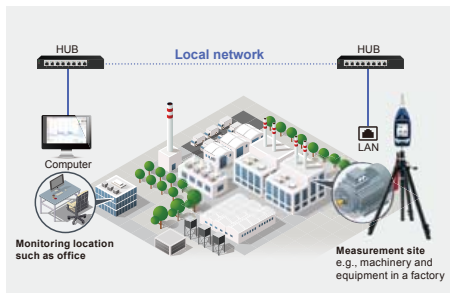 HUB
Local network
HUB
Computer
LAN
Monitoring location
such as office
Measurement site
e.g., machinery and
equipment in a factory